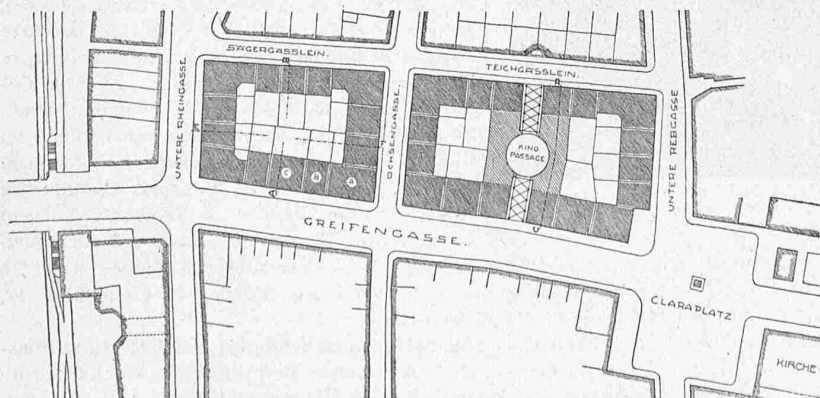 SÄGERGÄSSLEIN.
TEICHGÄSSLEIN.
UNTERE RHEINGASSE
OCHSENGASSE.
UNTERE REBGASSE
KINO
PASSAGE
C
B
A
GREIFENGASSE
CLARAPLATZ
KIRCHE